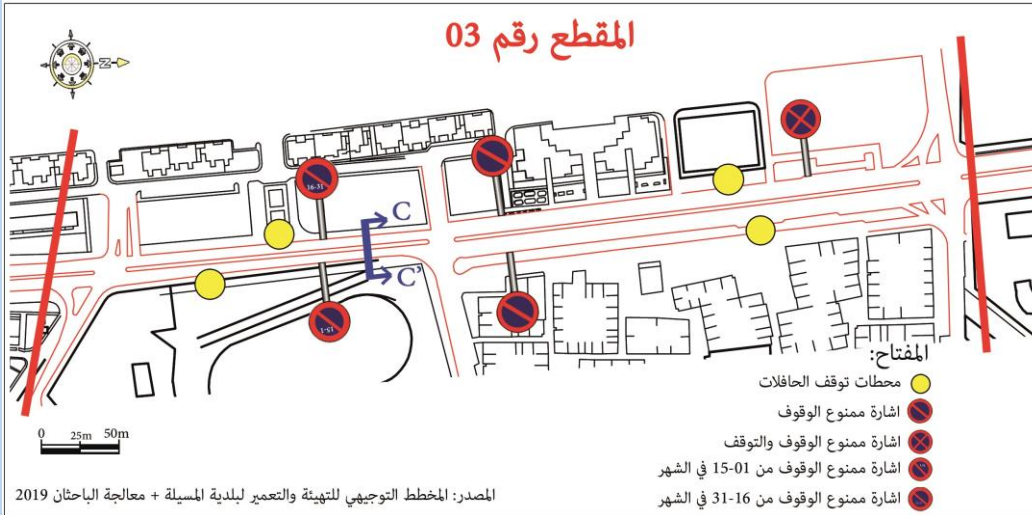 المقطع رقم 03
N
16-31
C
C'
15-1
المفتاح:
محطات توقف الحافلات
اشارة ممنوع الوقوف
اشارة ممنوع الوقوف والتوقف
اشارة ممنوع الوقوف من 01-15 في الشهر
اشارة ممنوع الوقوف من 16-31 في الشهر
0 25m 50m
المصدر: المخطط التوجيهي للتهيئة والتعمير لبلدية المسيلة + معالجة الباحثان 2019